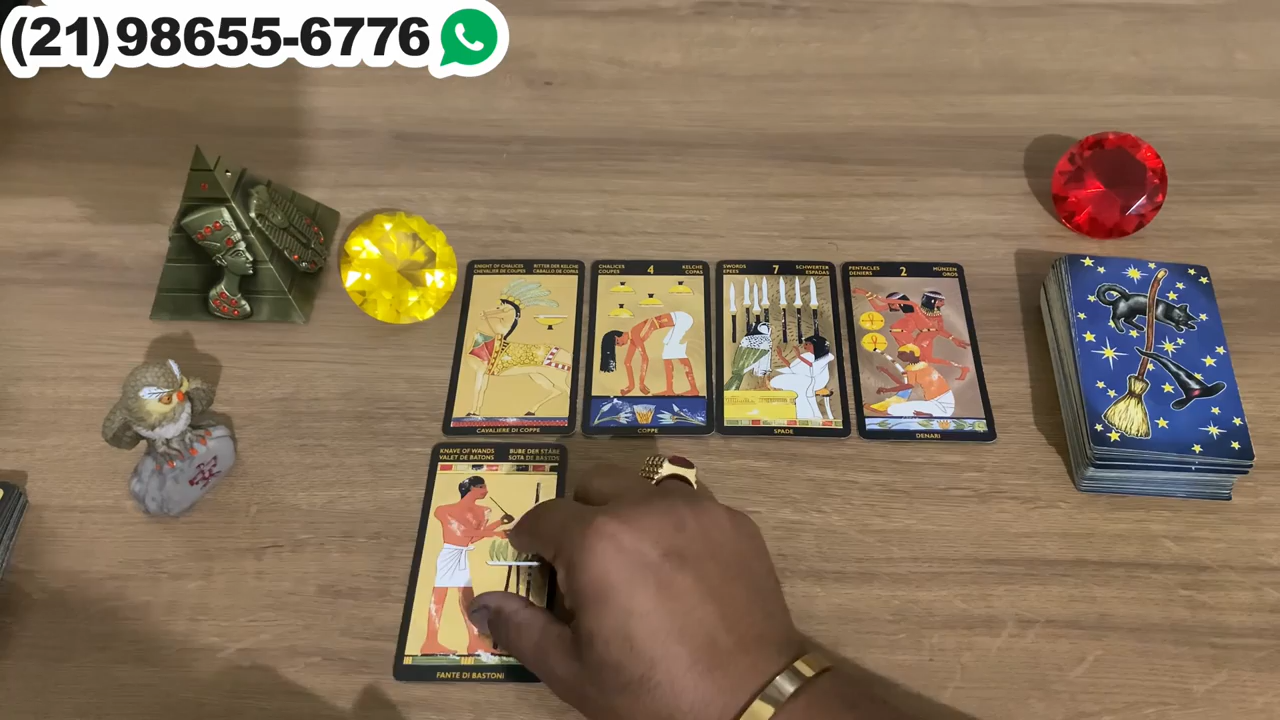 (21)98655-6776
KNIGHT OF CHALICES RITTER DER KELCHE
CHEVALIER DE COUPES CABALLO DE COPAS
CAVALIERE DI COPPE
CHALICES 4 KELCHE
COUPES COPAS
COPPE
SWORDS 7 SCHWERTER
EPEES ESPADAS
SPADE
PENTACLES 2 MÜNZEN
DENIERS OROS
DENARI
KNAVE OF WANDS BUBE DER STÄBE
VALET DE BATONS SOTA DE BASTOS
FANTE DI BASTONI